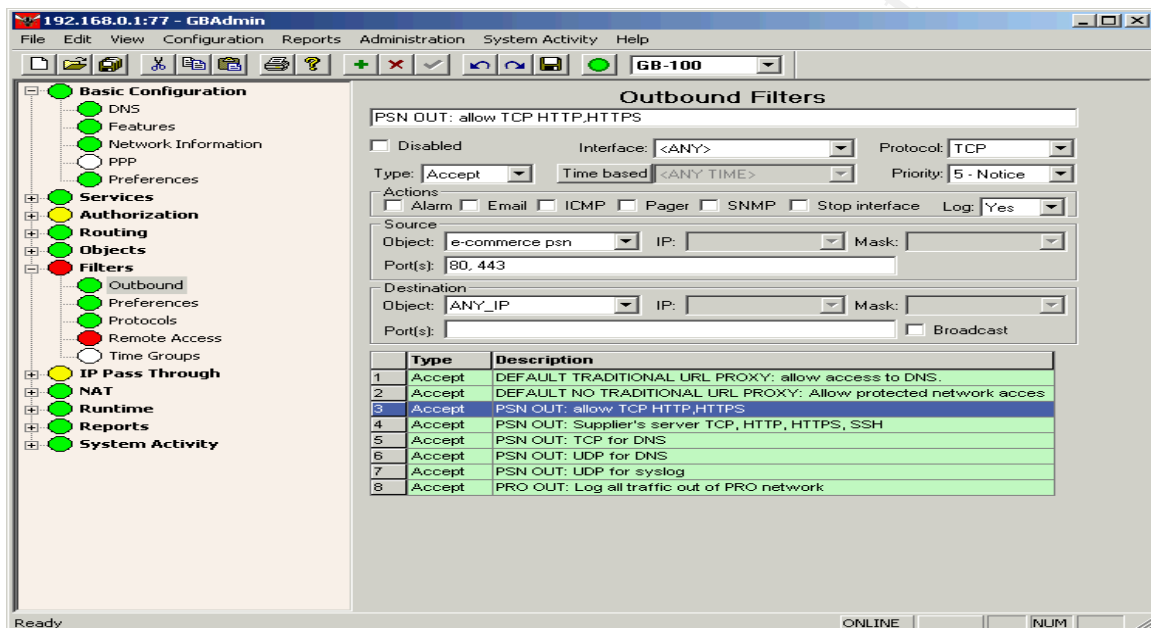 192.168.0.1:77 - GBAdmin
File Edit View Configuration Reports Administration System Activity Help
GB-100
Basic Configuration
DNS
Features
Network Information
PPP
Preferences
Services
Authorization
Routing
Objects
Filters
Outbound
Preferences
Protocols
Remote Access
Time Groups
IP Pass Through
NAT
Runtime
Reports
System Activity
Outbound Filters
PSN OUT: allow TCP HTTP,HTTPS
Disabled Interface: <ANY> Protocol: TCP
Type: Accept Time based <ANY TIME> Priority: 5 - Notice
Actions
Alarm Email ICMP Pager SNMP Stop interface Log: Yes
Source
Object: e-commerce psn IP: Mask:
Port(s): 80, 443
Destination
Object: ANY_IP IP: Mask:
Port(s): Broadcast
Type Description
1 Accept DEFAULT TRADITIONAL URL PROXY: allow access to DNS.
2 Accept DEFAULT NO TRADITIONAL URL PROXY: Allow protected network acces
3 Accept PSN OUT: allow TCP HTTP,HTTPS
4 Accept PSN OUT: Supplier's server TCP, HTTP, HTTPS, SSH
5 Accept PSN OUT: TCP for DNS
6 Accept PSN OUT: UDP for DNS
7 Accept PSN OUT: UDP for syslog
8 Accept PRO OUT: Log all traffic out of PRO network
Ready ONLINE NUM